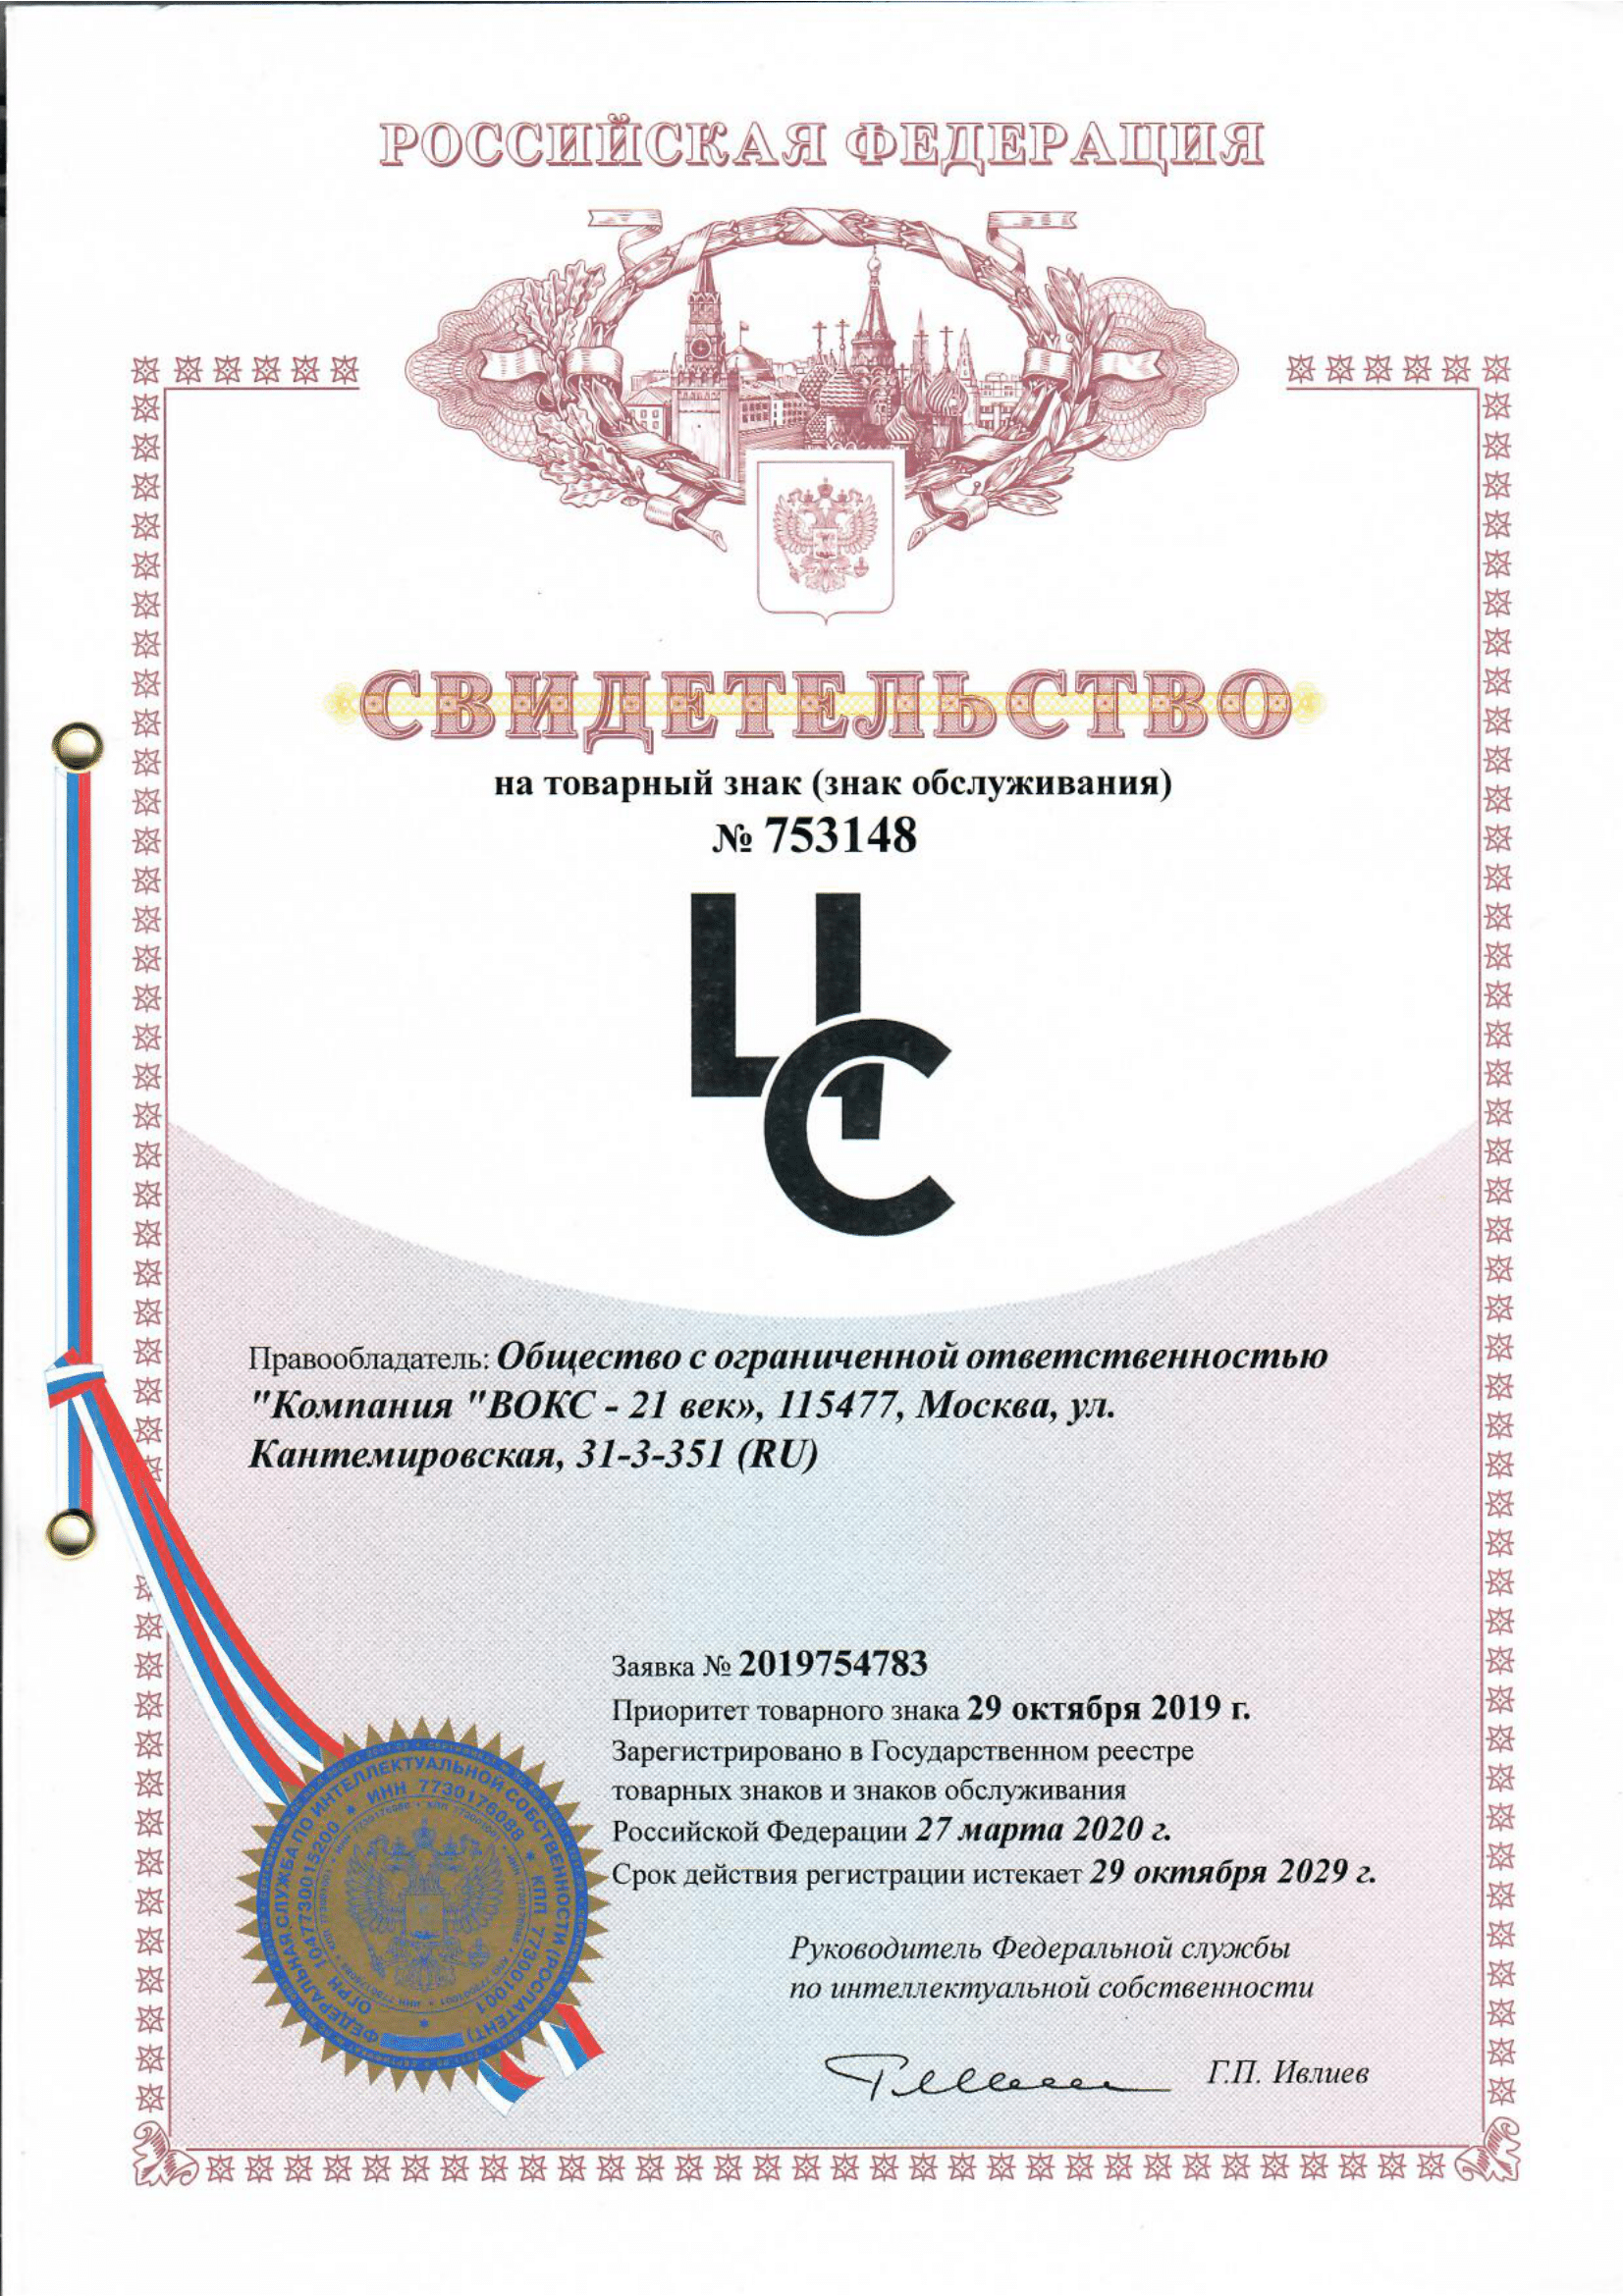 РОССИЙСКАЯ ФЕДЕРАЦИЯ
СВИДЕТЕЛЬСТВО
на товарный знак (знак обслуживания)
№ 753148
ЦС
Правообладатель: Общество с ограниченной ответственностью
"Компания "ВОКС - 21 век», 115477, Москва, ул.
Кантемировская, 31-3-351 (RU)
Заявка № 2019754783
Приоритет товарного знака 29 октября 2019 г.
Зарегистрировано в Государственном реестре
товарных знаков и знаков обслуживания
Российской Федерации 27 марта 2020 г.
Срок действия регистрации истекает 29 октября 2029 г.
Руководитель Федеральной службы
по интеллектуальной собственности
Г.П. Ивлиев
ФЕДЕРАЛЬНАЯ СЛУЖБА ПО ИНТЕЛЛЕКТУАЛЬНОЙ СОБСТВЕННОСТИ (РОСПАТЕНТ)
ОГРН 1047730015200 * ИНН 7730176088 * КПП 773001001 *